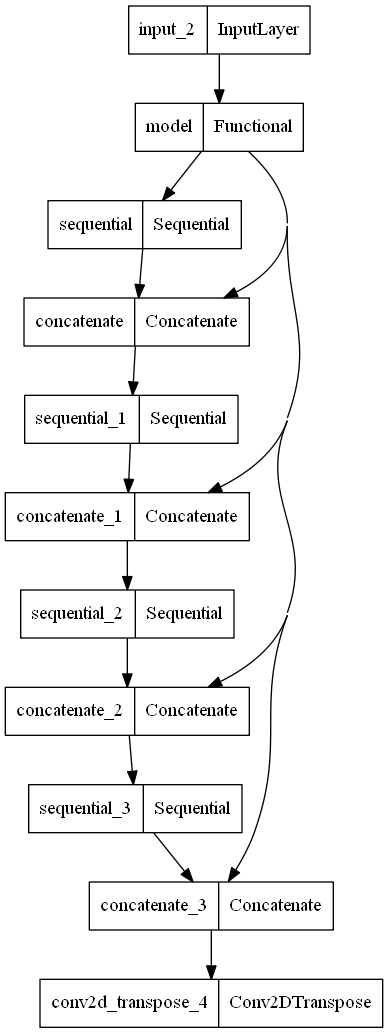 input_2 InputLayer
model Functional
sequential Sequential
concatenate Concatenate
sequential_1 Sequential
concatenate_1 Concatenate
sequential_2 Sequential
concatenate_2 Concatenate
sequential_3 Sequential
concatenate_3 Concatenate
conv2d_transpose_4 Conv2DTranspose